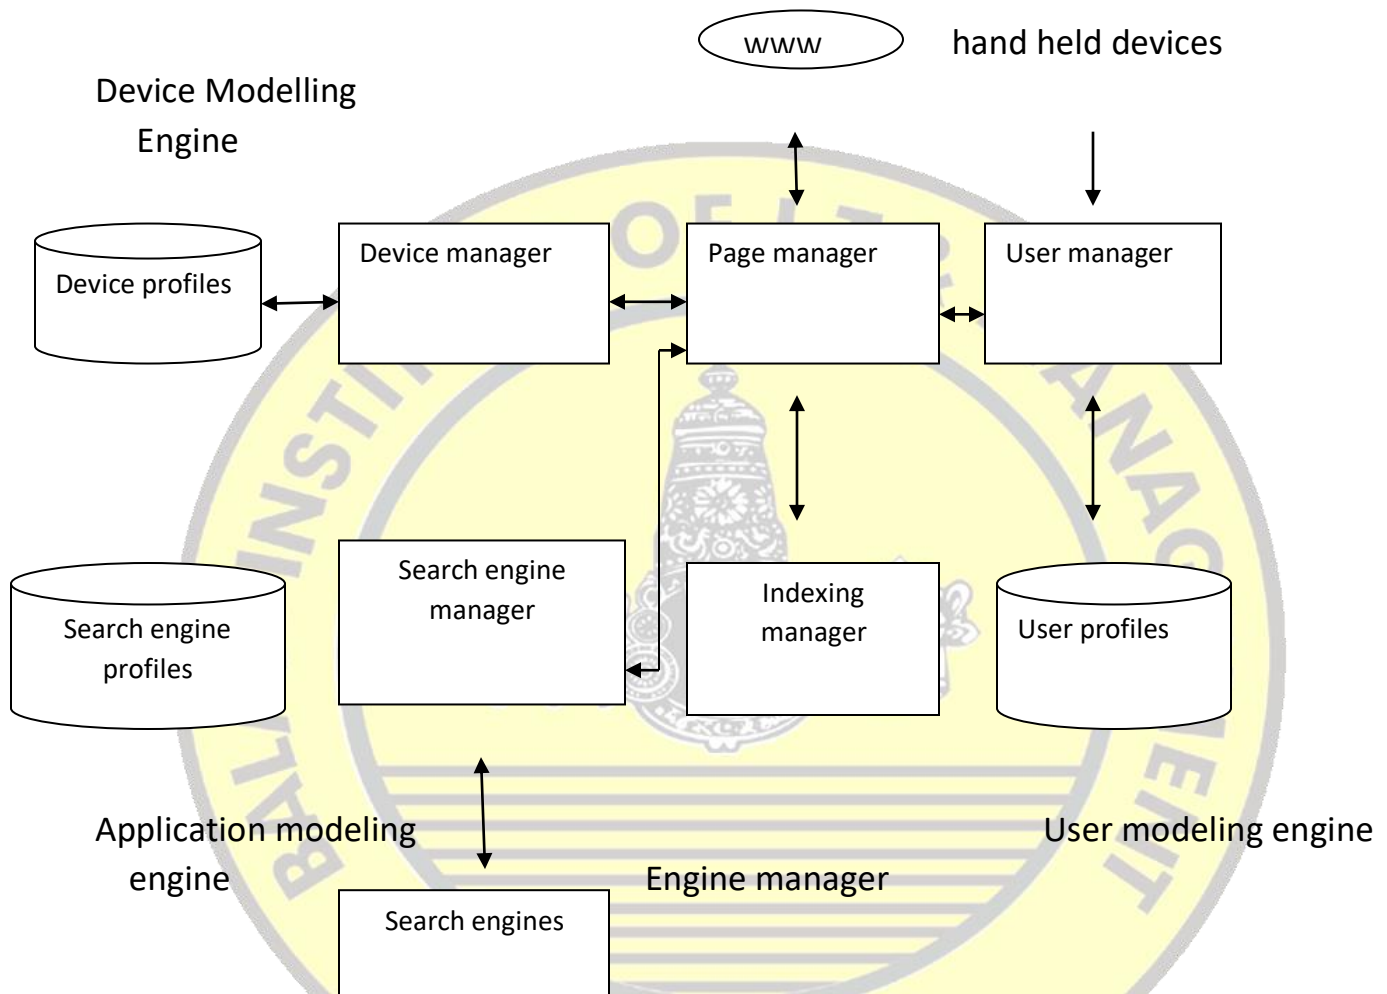 www
hand held devices
Device Modelling
Engine
Device profiles
Device manager
Page manager
User manager
Search engine
profiles
Search engine
manager
Indexing
manager
User profiles
Application modeling
engine
Engine manager
User modeling engine
Search engines